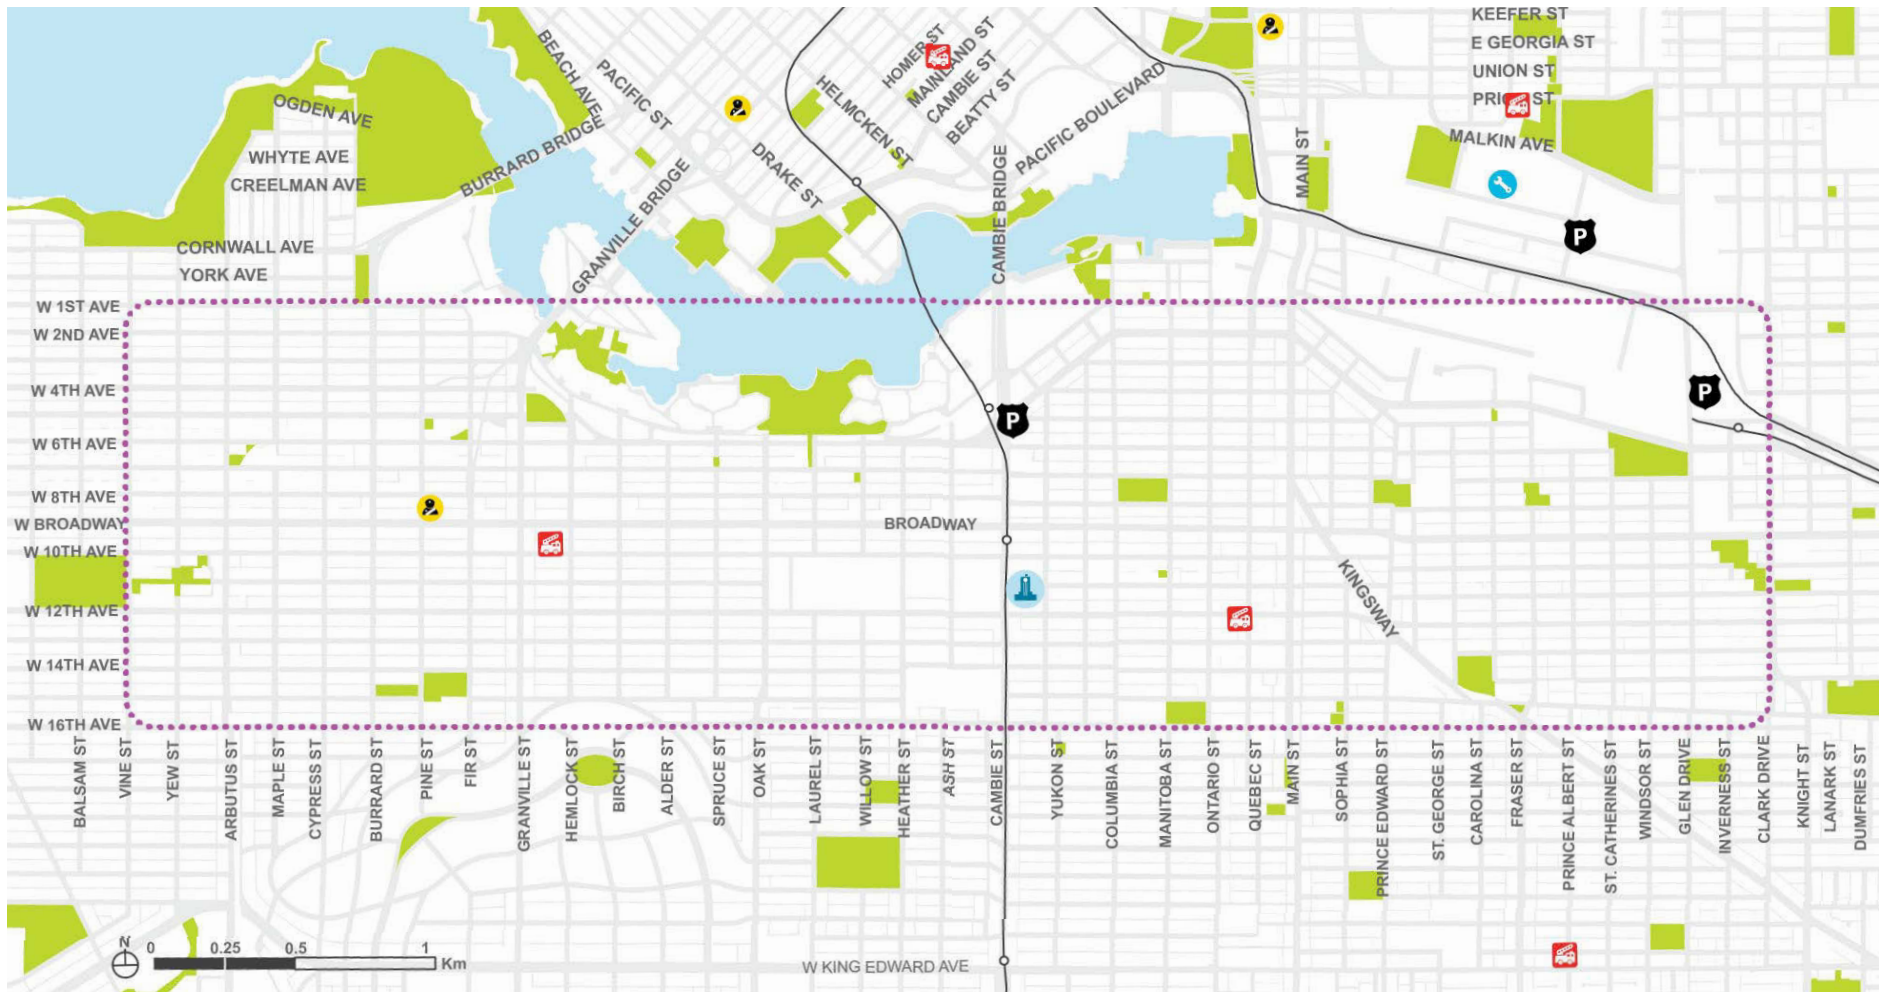 KEEFER ST
E GEORGIA ST
UNION ST
MALKIN AVE
HOMER ST
MAINLAND ST
CAMBIE ST
BEATTY ST
PACIFIC BOULEVARD
HELMCKEN ST
DRAKE ST
BEACH AVE
PACIFIC ST
BURRARD BRIDGE
GRANVILLE BRIDGE
CAMBIE BRIDGE
MAIN ST
OGDEN AVE
WHYTE AVE
CREELMAN AVE
CORNWALL AVE
YORK AVE
W 1ST AVE
W 2ND AVE
W 4TH AVE
W 6TH AVE
W 8TH AVE
W BROADWAY
W 10TH AVE
W 12TH AVE
W 14TH AVE
W 16TH AVE
P
P
P
BROADWAY
KINGSWAY
BALSAM ST
VINE ST
YEW ST
ARBUTUS ST
MAPLE ST
CYPRESS ST
BURRARD ST
PINE ST
FIR ST
GRANVILLE ST
HEMLOCK ST
BIRCH ST
ALDER ST
SPRUCE ST
OAK ST
LAUREL ST
WILLOW ST
HEATHER ST
ASH ST
CAMBIE ST
YUKON ST
COLUMBIA ST
MANITOBA ST
ONTARIO ST
QUEBEC ST
MAIN ST
SOPHIA ST
PRINCE EDWARD ST
ST. GEORGE ST
CAROLINA ST
FRASER ST
PRINCE ALBERT ST
ST. CATHERINES ST
WINDSOR ST
GLEN DRIVE
INVERNESS ST
CLARK DRIVE
KNIGHT ST
LANARK ST
DUMFRIES ST
W KING EDWARD AVE
N
0 0.25 0.5 1
Km